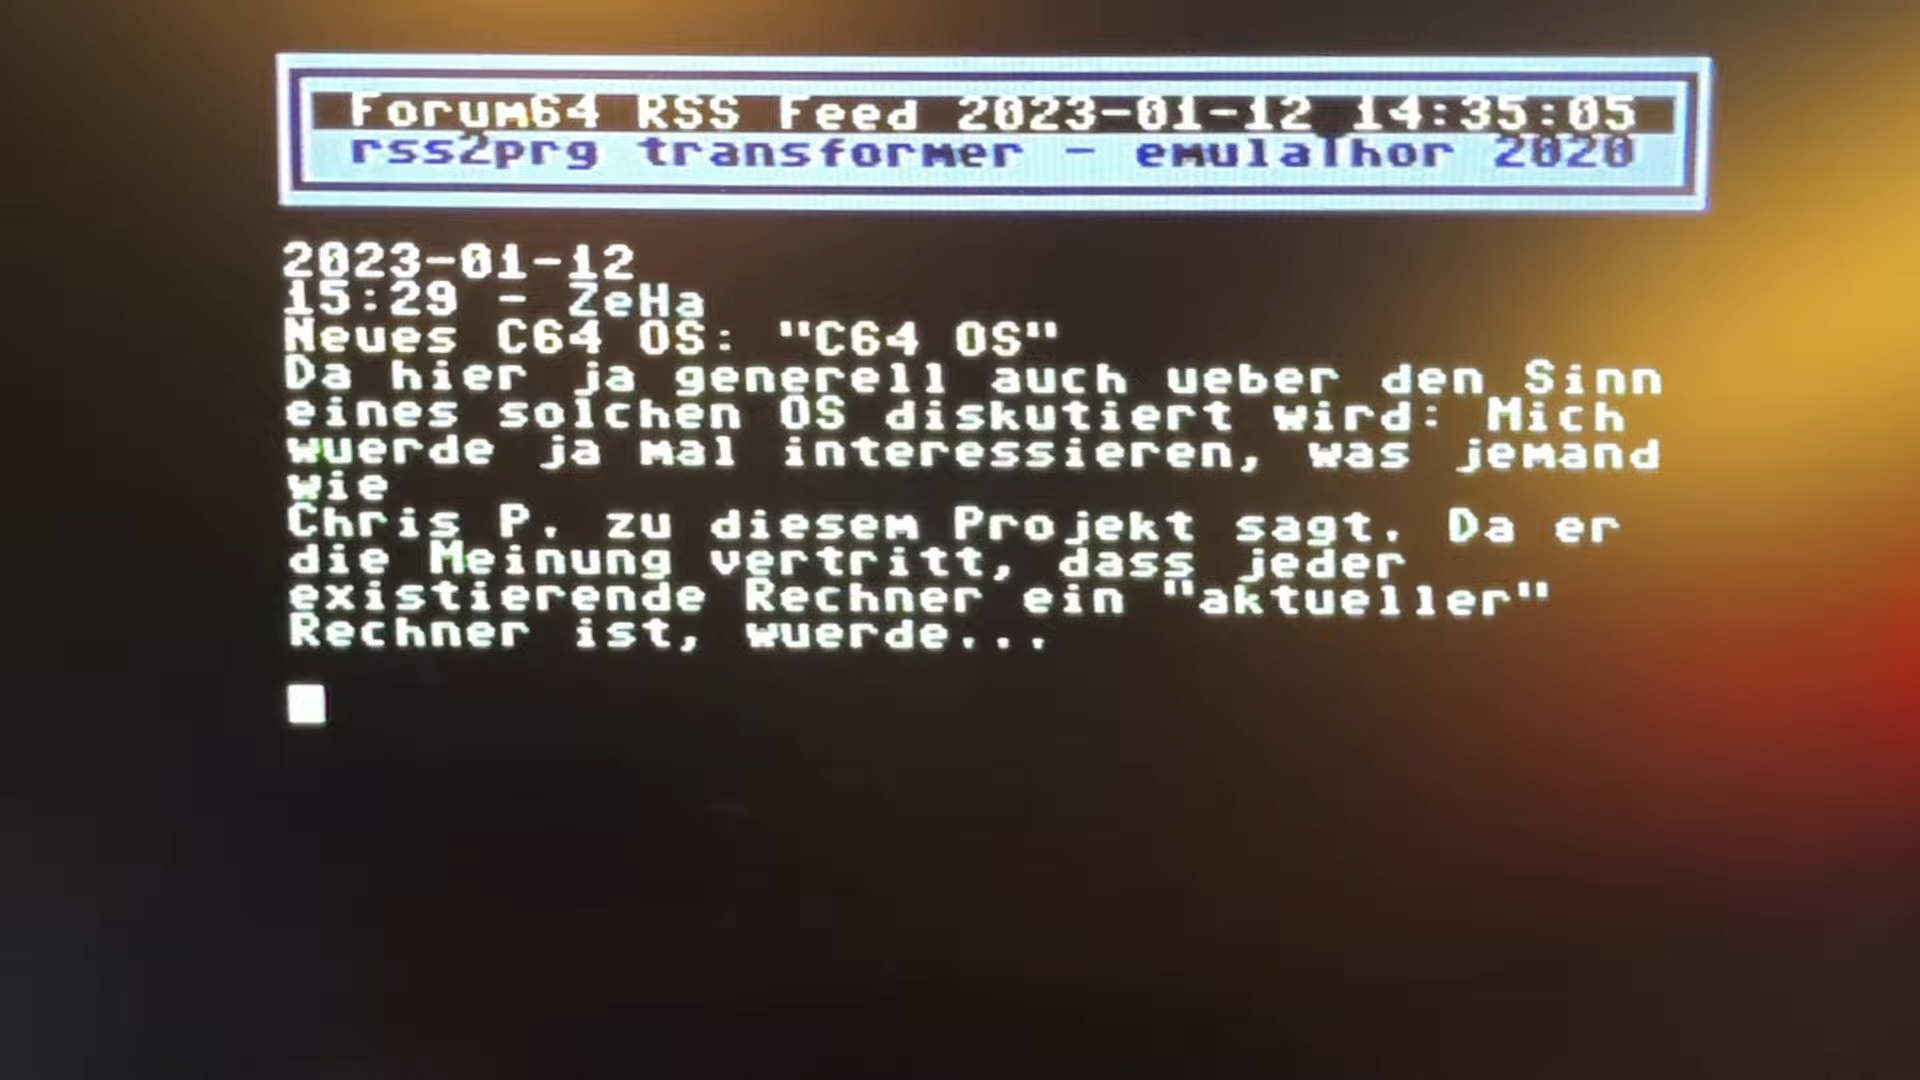 Forum64 RSS Feed 2023-01-12 14:35:05
rss2prg transformer - emulaThor 2020
2023-01-12
15:29 - ZeHa
Neues C64 OS: "C64 OS"
Da hier ja generell auch ueber den Sinn
eines solchen OS diskutiert wird: Mich
wuerde ja mal interessieren, was jemand
wie
Chris P. zu diesem Projekt sagt. Da er
die Meinung vertritt, dass jeder
existierende Rechner ein "aktueller"
Rechner ist, wuerde...